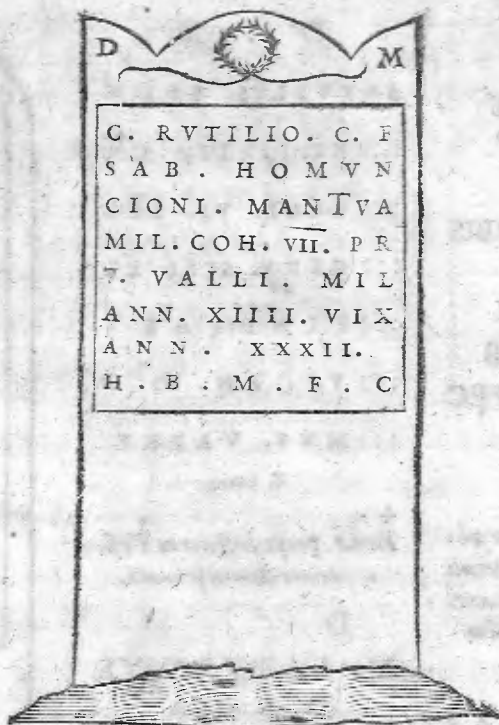 D M
C. RVTILIO. C. F
SAB. HOMVN
CIONI. MANTVA
MIL. COH. VII. PR
7. VALLI. MIL
ANN. XIIII. VIX
ANN. XXXII.
H. B. M. F. C